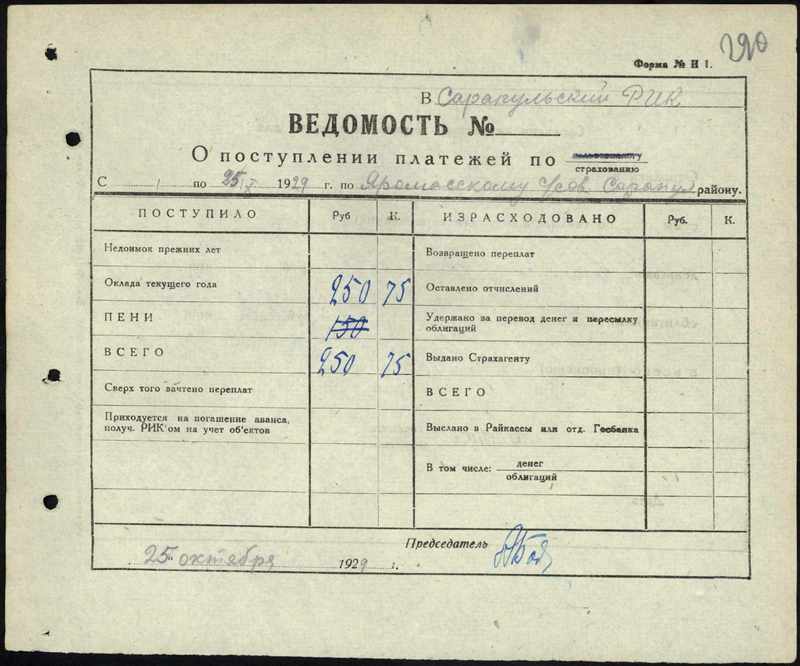 290
Форма № Н 1.
В Сарапульский РИК
ВЕДОМОСТЬ №
О поступлении платежей по
страхованию
С 1 по 25/X 1929 г. по Яромасскому с/сов. Сарапул району.
ПОСТУПИЛО Руб К. ИЗРАСХОДОВАНО Руб. К.
Недоимок прежних лет
Возвращено переплат
Оклада текущего года 250 75
Оставлено отчислений
ПЕНИ 150
Удержано за перевод денег и пересылку
облигаций
ВСЕГО 250 75
Выдано Страхагенту
Сверх того зачтено переплат
ВСЕГО
Приходуется на погашение аванса,
получ. РИК'ом на учет об'ектов
Выслано в Райкассы или отд. Госбанка
В том числе: денег
облигаций
Председатель
25 октября 1929 г.